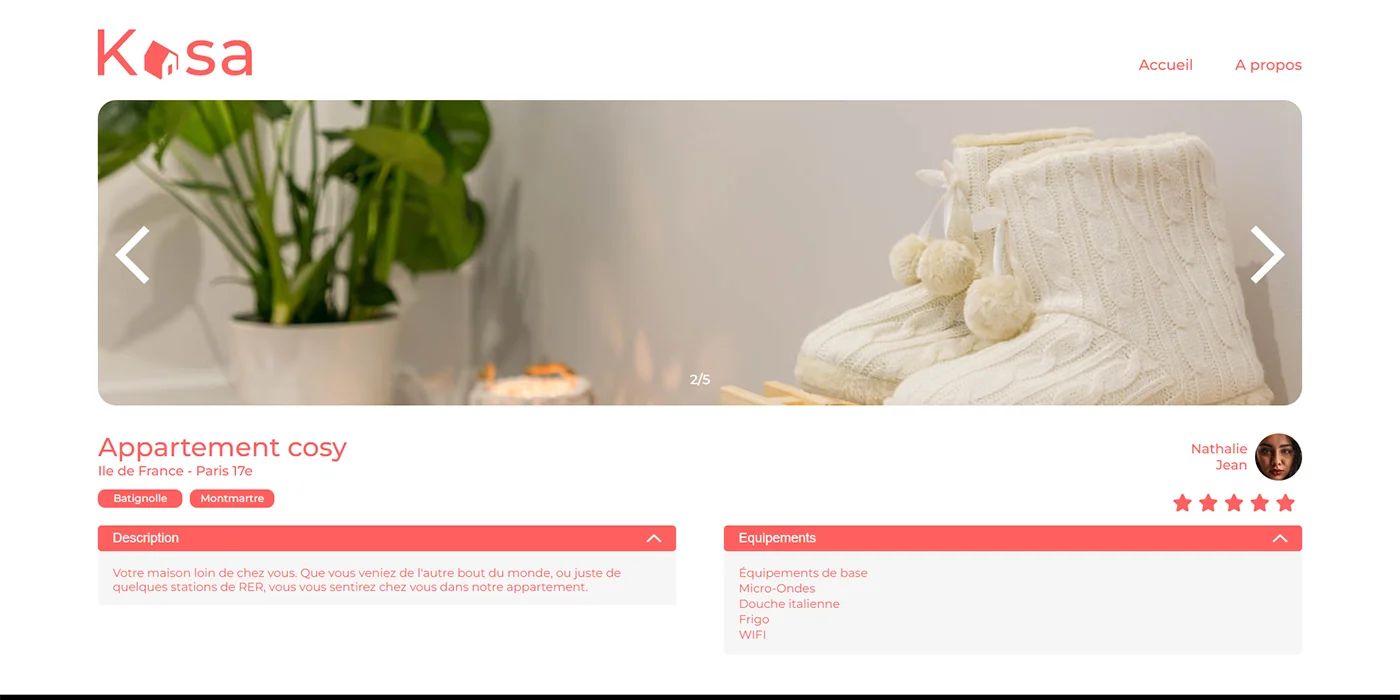 Kasa
Accueil
A propos
2/5
Appartement cosy
Ile de France - Paris 17e
Batignolle
Montmartre
Nathalie
Jean
Description
Votre maison loin de chez vous. Que vous veniez de l'autre bout du monde, ou juste de
quelques stations de RER, vous vous sentirez chez vous dans notre appartement.
Equipements
Équipements de base
Micro-Ondes
Douche italienne
Frigo
WIFI